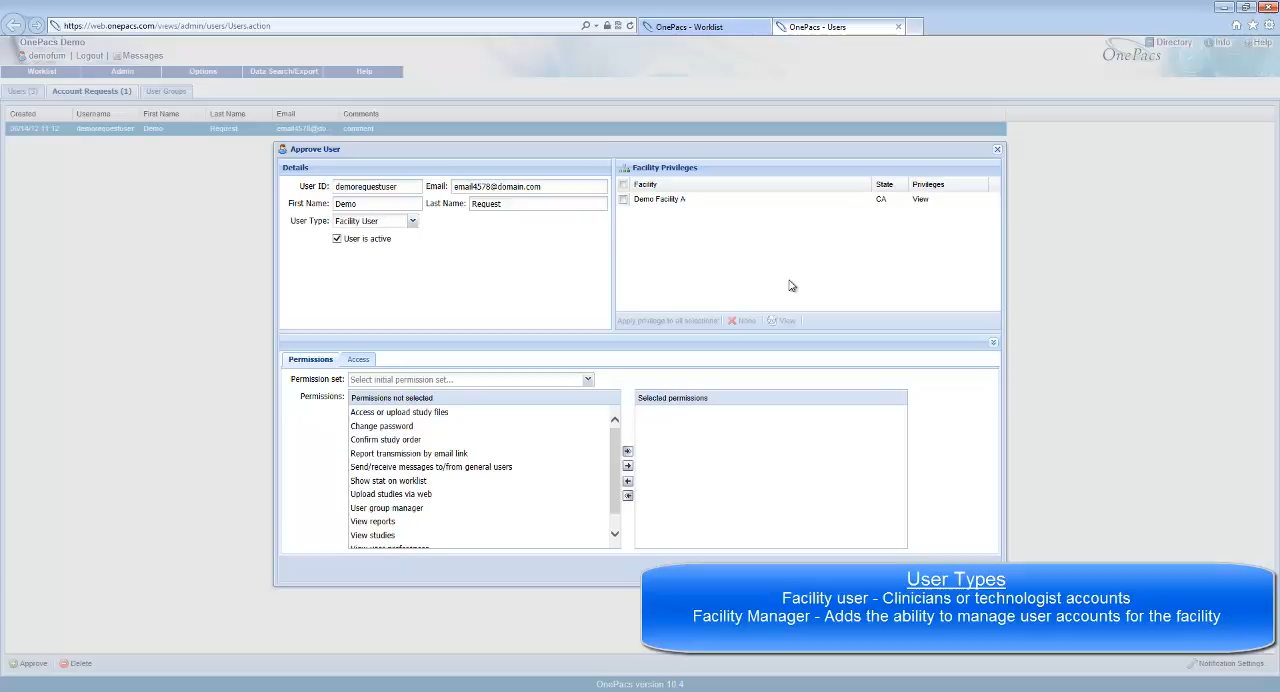 https://web.onepacs.com/views/admin/users/Users.action
OnePacs - Worklist
OnePacs - Users
OnePacs Demo
demofum | Logout | Messages
Directory
Info
Help
OnePacs
Worklist
Admin
Options
Data Search/Export
Help
Users (3)
Account Requests (1)
User Groups
Created
Username
First Name
Last Name
Email
Comments
demorequestuser
Demo
Request
email4578@do...
comment
Approve User
Details
User ID: demorequestuser
Email: email4578@domain.com
First Name: Demo
Last Name: Request
User Type: Facility User
User is active
Facility Privileges
Facility
State
Privileges
Demo Facility A
CA
View
Apply privilege to all selections:
None
View
Permissions
Access
Permission set: Select initial permission set...
Permissions:
Permissions not selected
Access or upload study files
Change password
Confirm study order
Report transmission by email link
Send/receive messages to/from general users
Show stat on worklist
Upload studies via web
User group manager
View reports
View studies
View user preferences
Selected permissions
User Types
Facility user - Clinicians or technologist accounts
Facility Manager - Adds the ability to manage user accounts for the facility
Approve
Delete
Notification Settings
OnePacs version 10.4